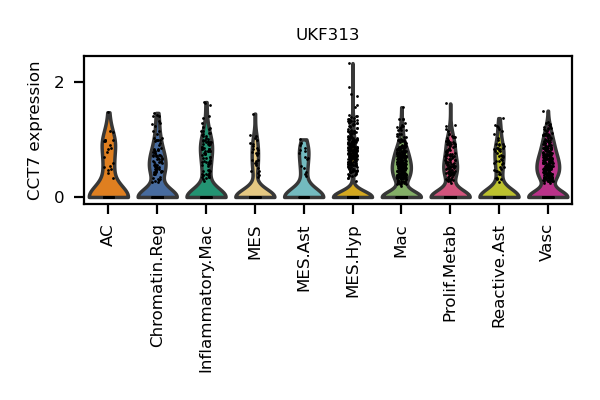 UKF313
CCT7 expression
2
0
AC
Chromatin.Reg
Inflammatory.Mac
MES
MES.Ast
MES.Hyp
Mac
Prolif.Metab
Reactive.Ast
Vasc